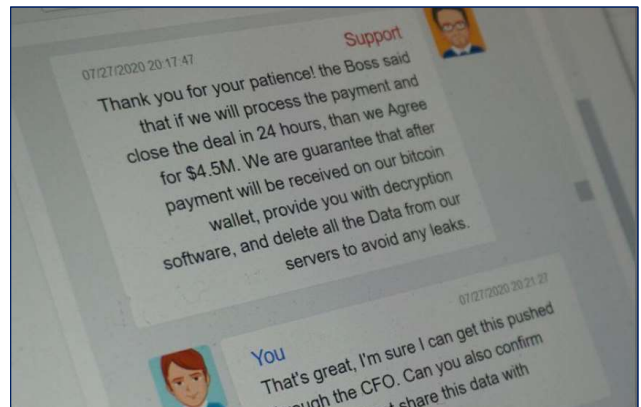 07/27/2020 20:17:47
Support
Thank you for your patience! the Boss said
that if we will process the payment and
close the deal in 24 hours, than we Agree
for $4.5M. We are guarantee that after
payment will be received on our bitcoin
wallet, provide you with decryption
software, and delete all the Data from our
servers to avoid any leaks.
07/27/2020 20:21:27
You
That's great, I'm sure I can get this pushed
the CFO. Can you also confirm
share this data with